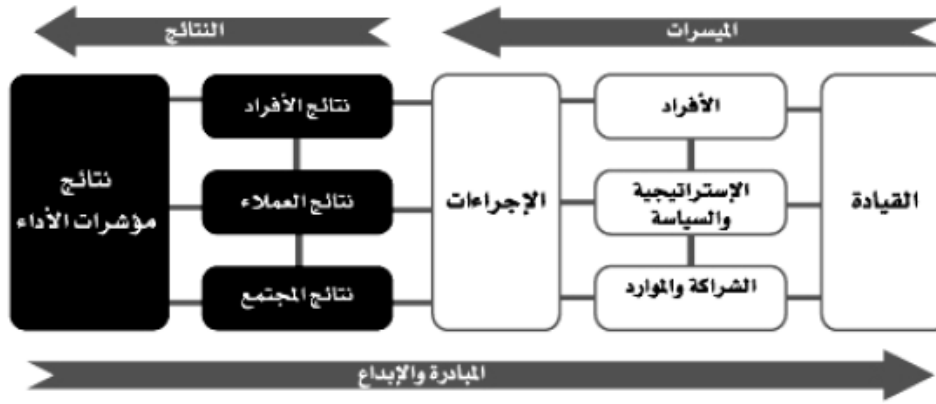 الميسرات
النتائج
القيادة
الأفراد
الإستراتيجية
والسياسة
الشراكة والموارد
الإجراءات
نتائج الأفراد
نتائج العملاء
نتائج المجتمع
نتائج
مؤشرات الأداء
المبادرة والإبداع